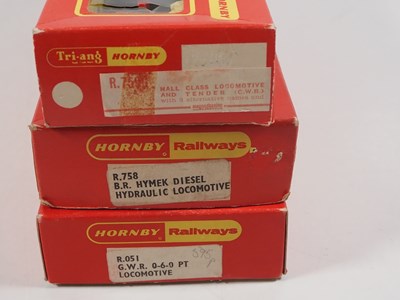 Tri-ang HORNBY
HALL CLASS LOCOMOTIVE
AND TENDER (G.W.R.)
HORNBY Railways
R.758
B.R. HYMEK DIESEL
HYDRAULIC LOCOMOTIVE
HORNBY Railways
R.051
G.W.R. 0-6-0 PT
LOCOMOTIVE